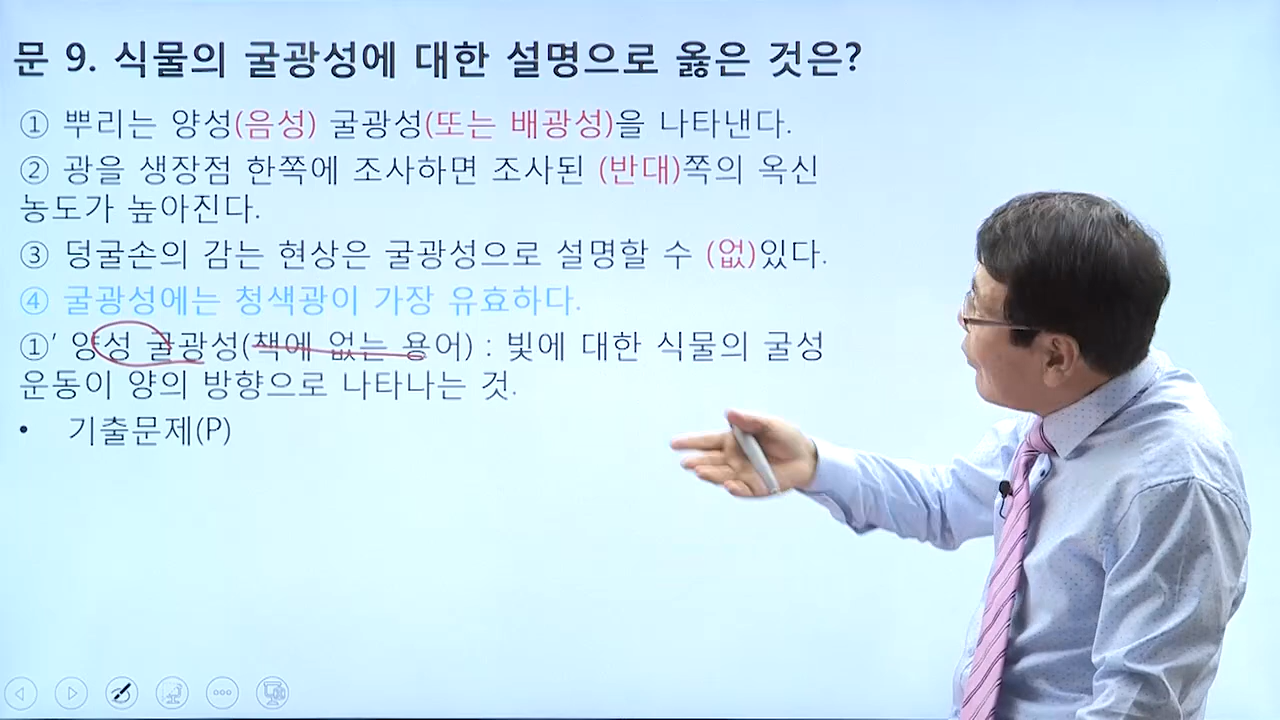 문 9. 식물의 굴광성에 대한 설명으로 옳은 것은?
① 뿌리는 양성(음성) 굴광성(또는 배광성)을 나타낸다.
② 광을 생장점 한쪽에 조사하면 조사된 (반대)쪽의 옥신
농도가 높아진다.
③ 덩굴손의 감는 현상은 굴광성으로 설명할 수 (없)있다.
④ 굴광성에는 청색광이 가장 유효하다.
①′ 양성 굴광성(책에 없는 용어) : 빛에 대한 식물의 굴성
운동이 양의 방향으로 나타나는 것.
• 기출문제(P)